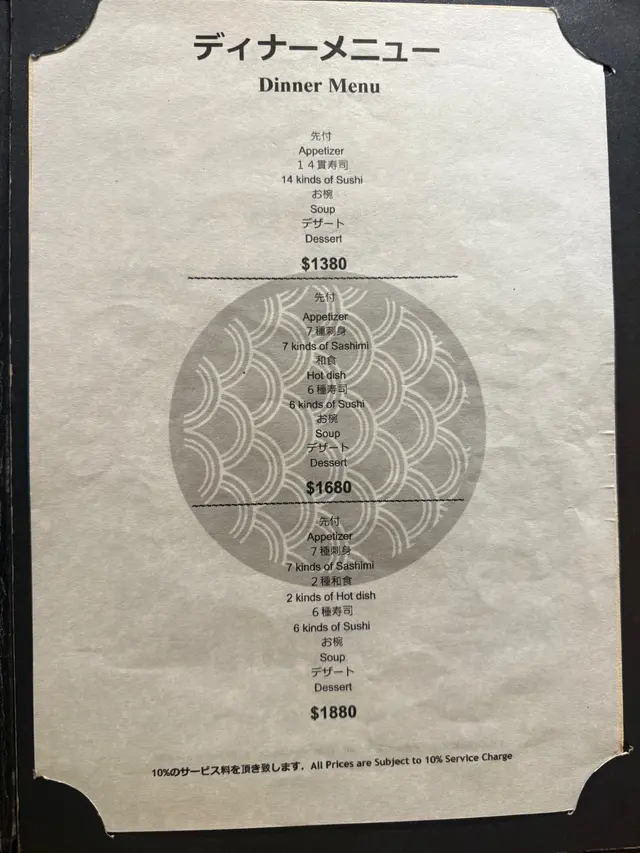 ディナーメニュー
Dinner Menu
先付
Appetizer
１４貫寿司
14 kinds of Sushi
お椀
Soup
デザート
Dessert
$1380
先付
Appetizer
７種刺身
7 kinds of Sashimi
和食
Hot dish
６種寿司
6 kinds of Sushi
お椀
Soup
デザート
Dessert
$1680
先付
Appetizer
７種刺身
7 kinds of Sashimi
２種和食
2 kinds of Hot dish
６種寿司
6 kinds of Sushi
お椀
Soup
デザート
Dessert
$1880
10%のサービス料を頂き致します．All Prices are Subject to 10% Service Charge